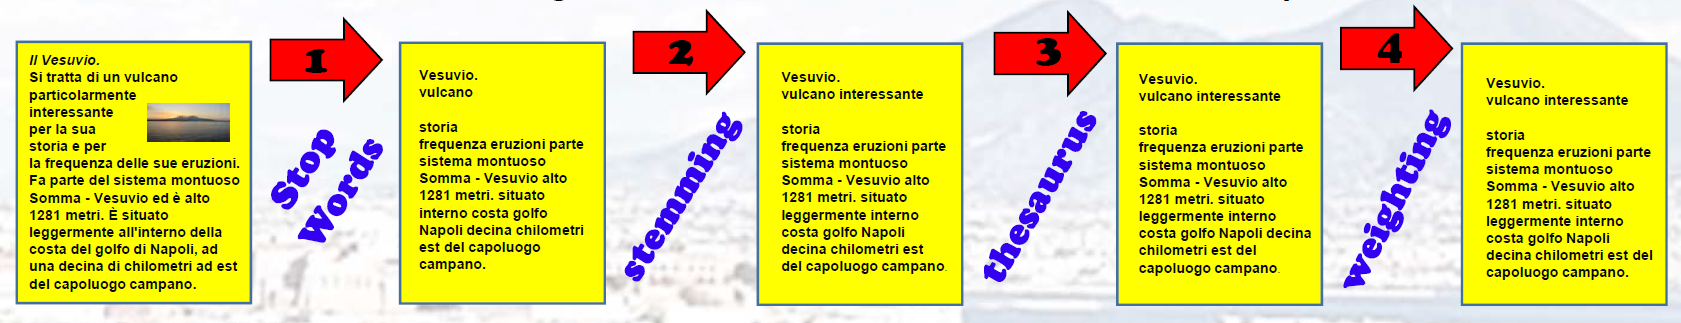 Il Vesuvio.
Si tratta di un vulcano
particolarmente
interessante
per la sua
storia e per
la frequenza delle sue eruzioni.
Fa parte del sistema montuoso
Somma - Vesuvio ed è alto
1281 metri. È situato
leggermente all'interno della
costa del golfo di Napoli, ad
una decina di chilometri ad est
del capoluogo campano.
1
Stop
Words
Vesuvio.
vulcano
storia
frequenza eruzioni parte
sistema montuoso
Somma - Vesuvio alto
1281 metri. situato
interno costa golfo
Napoli decina chilometri
est del capoluogo
campano.
2
stemming
Vesuvio.
vulcano interessante
storia
frequenza eruzioni parte
sistema montuoso
Somma - Vesuvio alto
1281 metri. situato
leggermente interno
costa golfo Napoli
decina chilometri est
del capoluogo campano.
3
thesaurus
Vesuvio.
vulcano interessante
storia
frequenza eruzioni parte
sistema montuoso
Somma - Vesuvio alto
1281 metri. situato
leggermente interno
costa golfo Napoli decina
chilometri est del
capoluogo campano.
4
weighting
Vesuvio.
vulcano interessante
storia
frequenza eruzioni parte
sistema montuoso
Somma - Vesuvio alto
1281 metri. situato
leggermente interno
costa golfo Napoli
decina chilometri est del
capoluogo campano.